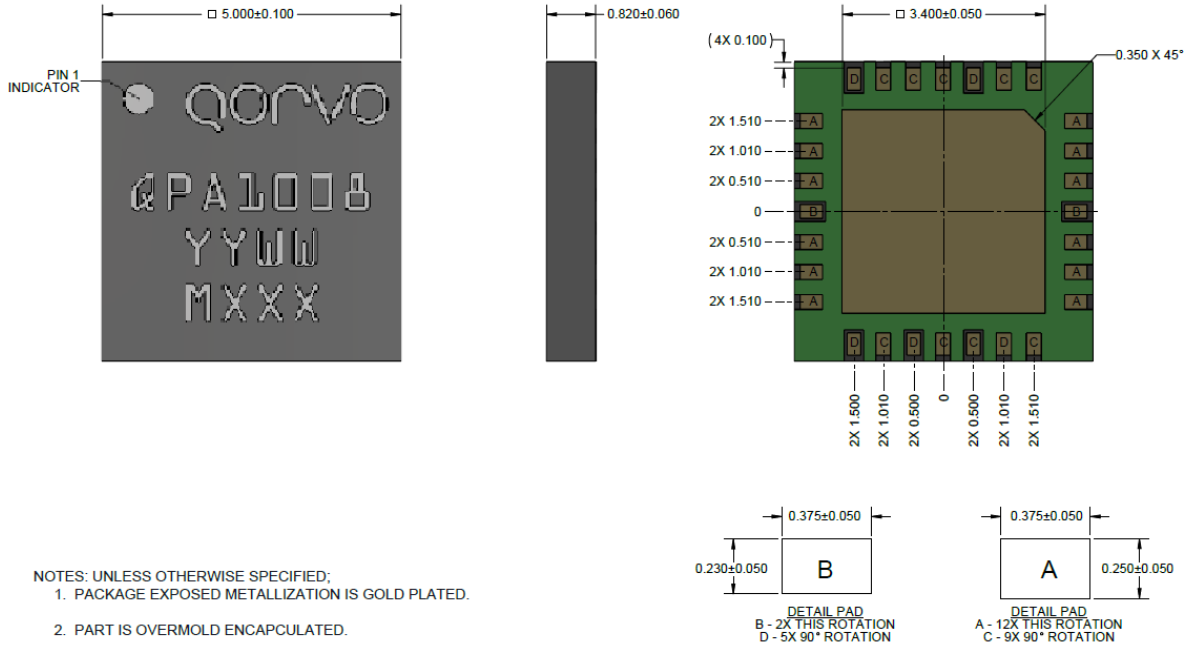 □ 5.000±0.100
0.820±0.060
□ 3.400±0.050
(4X 0.100)
0.350 X 45°
PIN 1
INDICATOR
QORVO
QPA1008
YYWW
MXXX
D C C C D C C
2X 1.510 A A
2X 1.010 A A
2X 0.510 A A
0 B B
2X 0.510 A A
2X 1.010 A A
2X 1.510 A A
D C D C C D C
2X 1.500
2X 1.010
2X 0.500
0
2X 0.500
2X 1.010
2X 1.510
0.375±0.050
0.230±0.050
B
DETAIL PAD
B - 2X THIS ROTATION
D - 5X 90° ROTATION
0.375±0.050
A
0.250±0.050
DETAIL PAD
A - 12X THIS ROTATION
C - 9X 90° ROTATION
NOTES: UNLESS OTHERWISE SPECIFIED;
1. PACKAGE EXPOSED METALLIZATION IS GOLD PLATED.
2. PART IS OVERMOLD ENCAPCULATED.